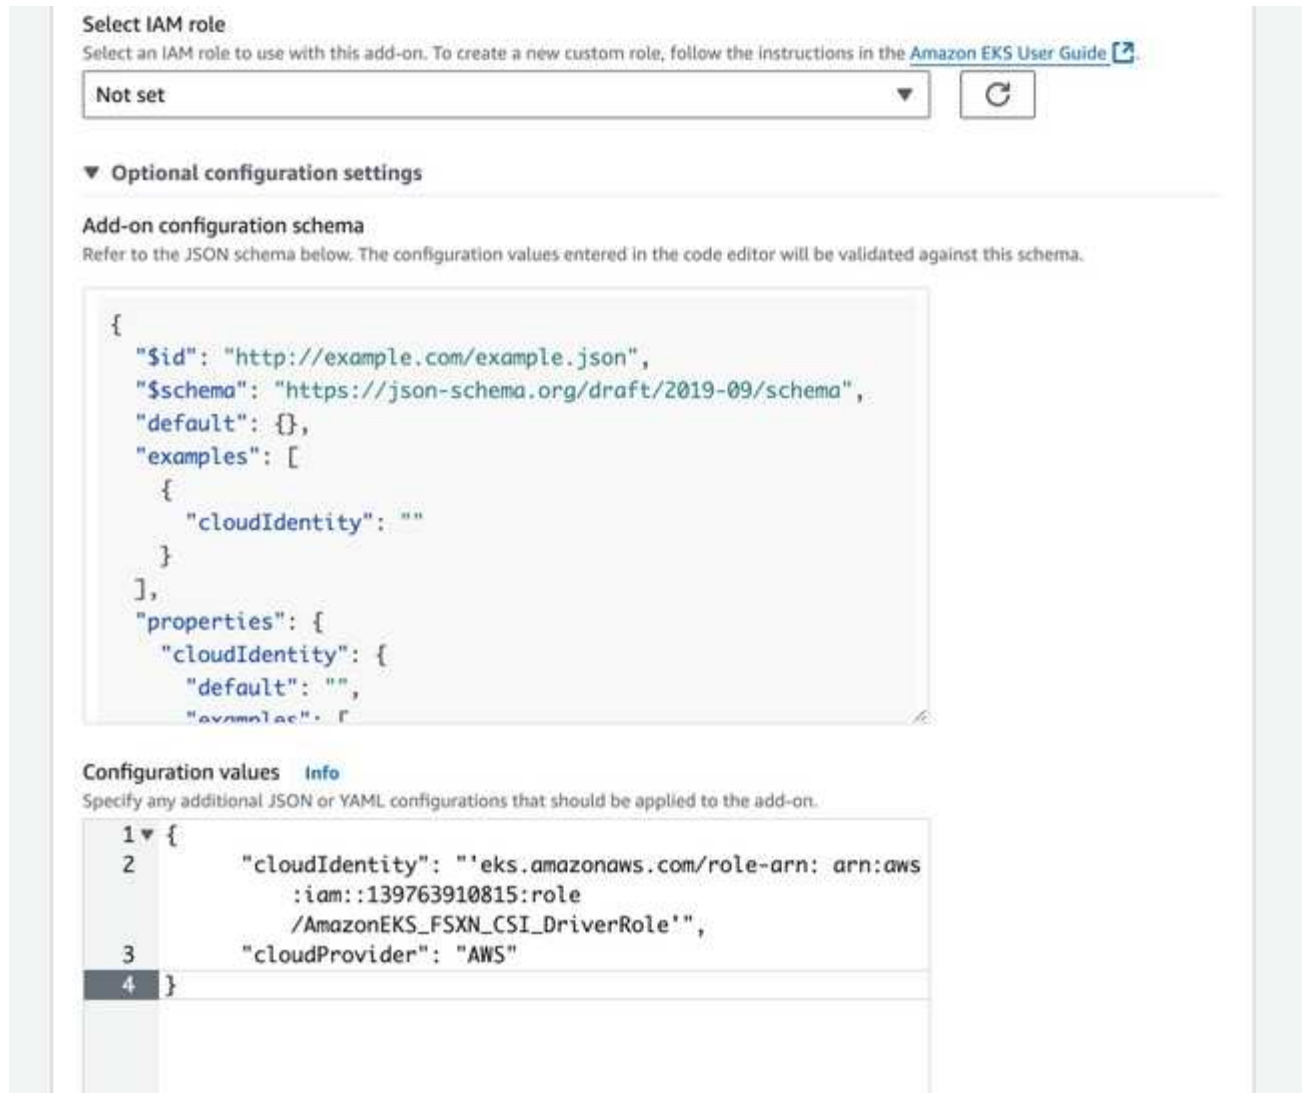 Select IAM role
Select an IAM role to use with this add-on. To create a new custom role, follow the instructions in the Amazon EKS User Guide.
Not set
Optional configuration settings
Add-on configuration schema
Refer to the JSON schema below. The configuration values entered in the code editor will be validated against this schema.
{
"$id": "http://example.com/example.json",
"$schema": "https://json-schema.org/draft/2019-09/schema",
"default": {},
"examples": [
{
"cloudIdentity": ""
}
],
"properties": {
"cloudIdentity": {
"default": "",
"examples": [
Configuration values Info
Specify any additional JSON or YAML configurations that should be applied to the add-on.
1 {
2 "cloudIdentity": "'eks.amazonaws.com/role-arn: arn:aws
:iam::139763910815:role
/AmazonEKS_FSXN_CSI_DriverRole'",
3 "cloudProvider": "AWS"
4 }